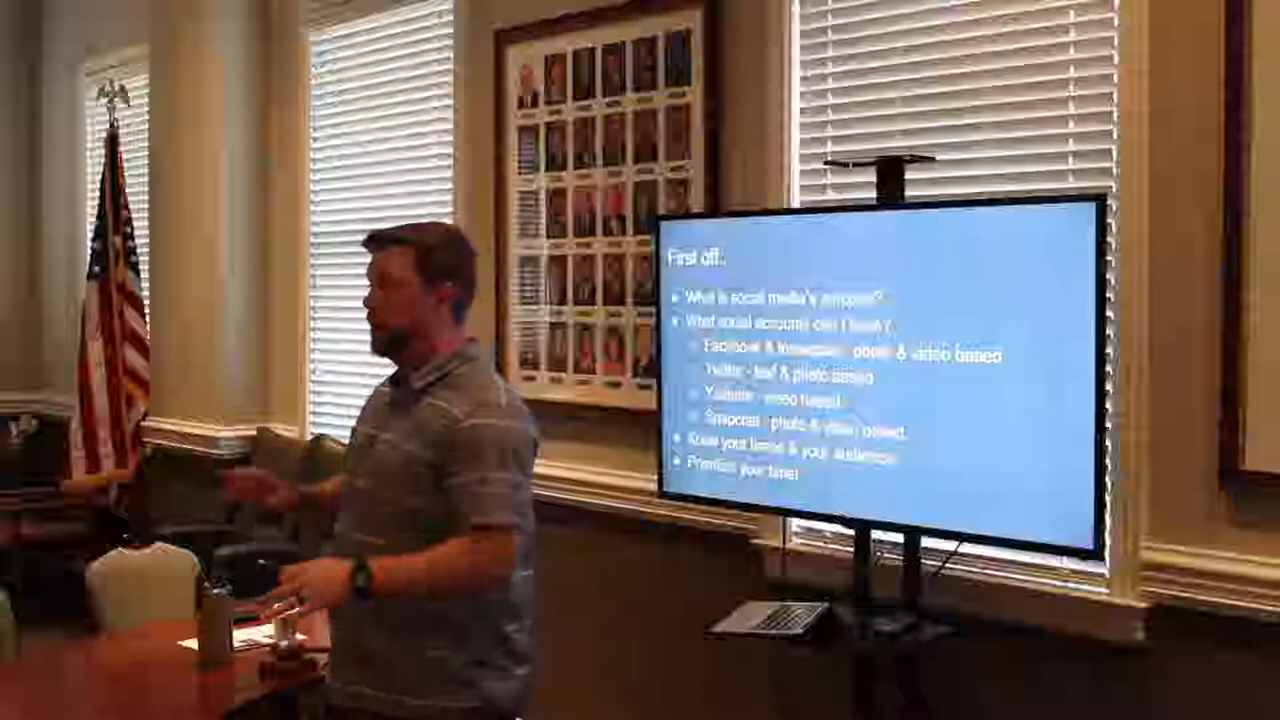 First off..
What is social media's purpose?
What social accounts can I have?
Facebook & Instagram - photo & video based
Twitter - text & photo based
Youtube - video based
Snapchat - photo & video based
Know your brand & your audience
Prioritize your time!